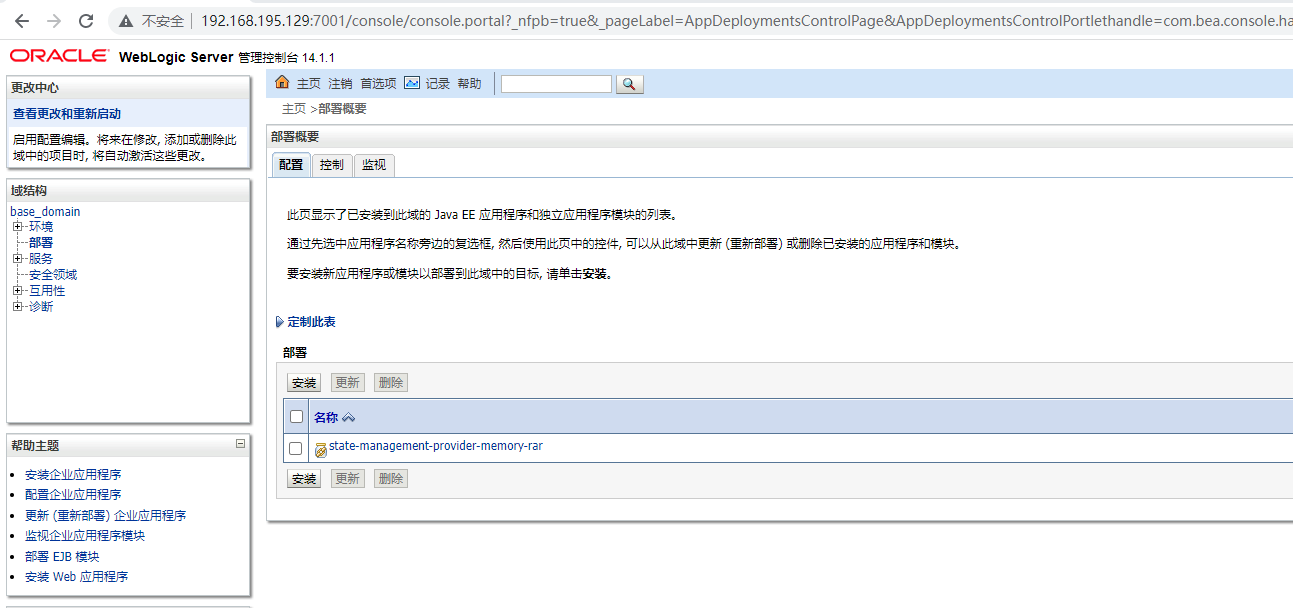 不安全 192.168.195.129:7001/console/console.portal?_nfpb=true&_pageLabel=AppDeploymentsControlPage&AppDeploymentsControlPortlethandle=com.bea.console.ha
ORACLE WebLogic Server 管理控制台 14.1.1
更改中心
查看更改和重新启动
启用配置编辑。将来在修改, 添加或删除此
域中的项目时, 将自动激活这些更改。
域结构
base_domain
环境
部署
服务
安全领域
互用性
诊断
帮助主题
安装企业应用程序
配置企业应用程序
更新 (重新部署) 企业应用程序
监视企业应用程序模块
部署 EJB 模块
安装 Web 应用程序
主页 注销 首选项 记录 帮助
主页 >部署概要
部署概要
配置 控制 监视
此页显示了已安装到此域的 Java EE 应用程序和独立应用程序模块的列表。
通过先选中应用程序名称旁边的复选框, 然后使用此页中的控件, 可以从此域中更新 (重新部署) 或删除已安装的应用程序和模块。
要安装新应用程序或模块以部署到此域中的目标, 请单击安装。
定制此表
部署
安装 更新 删除
名称
state-management-provider-memory-rar
安装 更新 删除